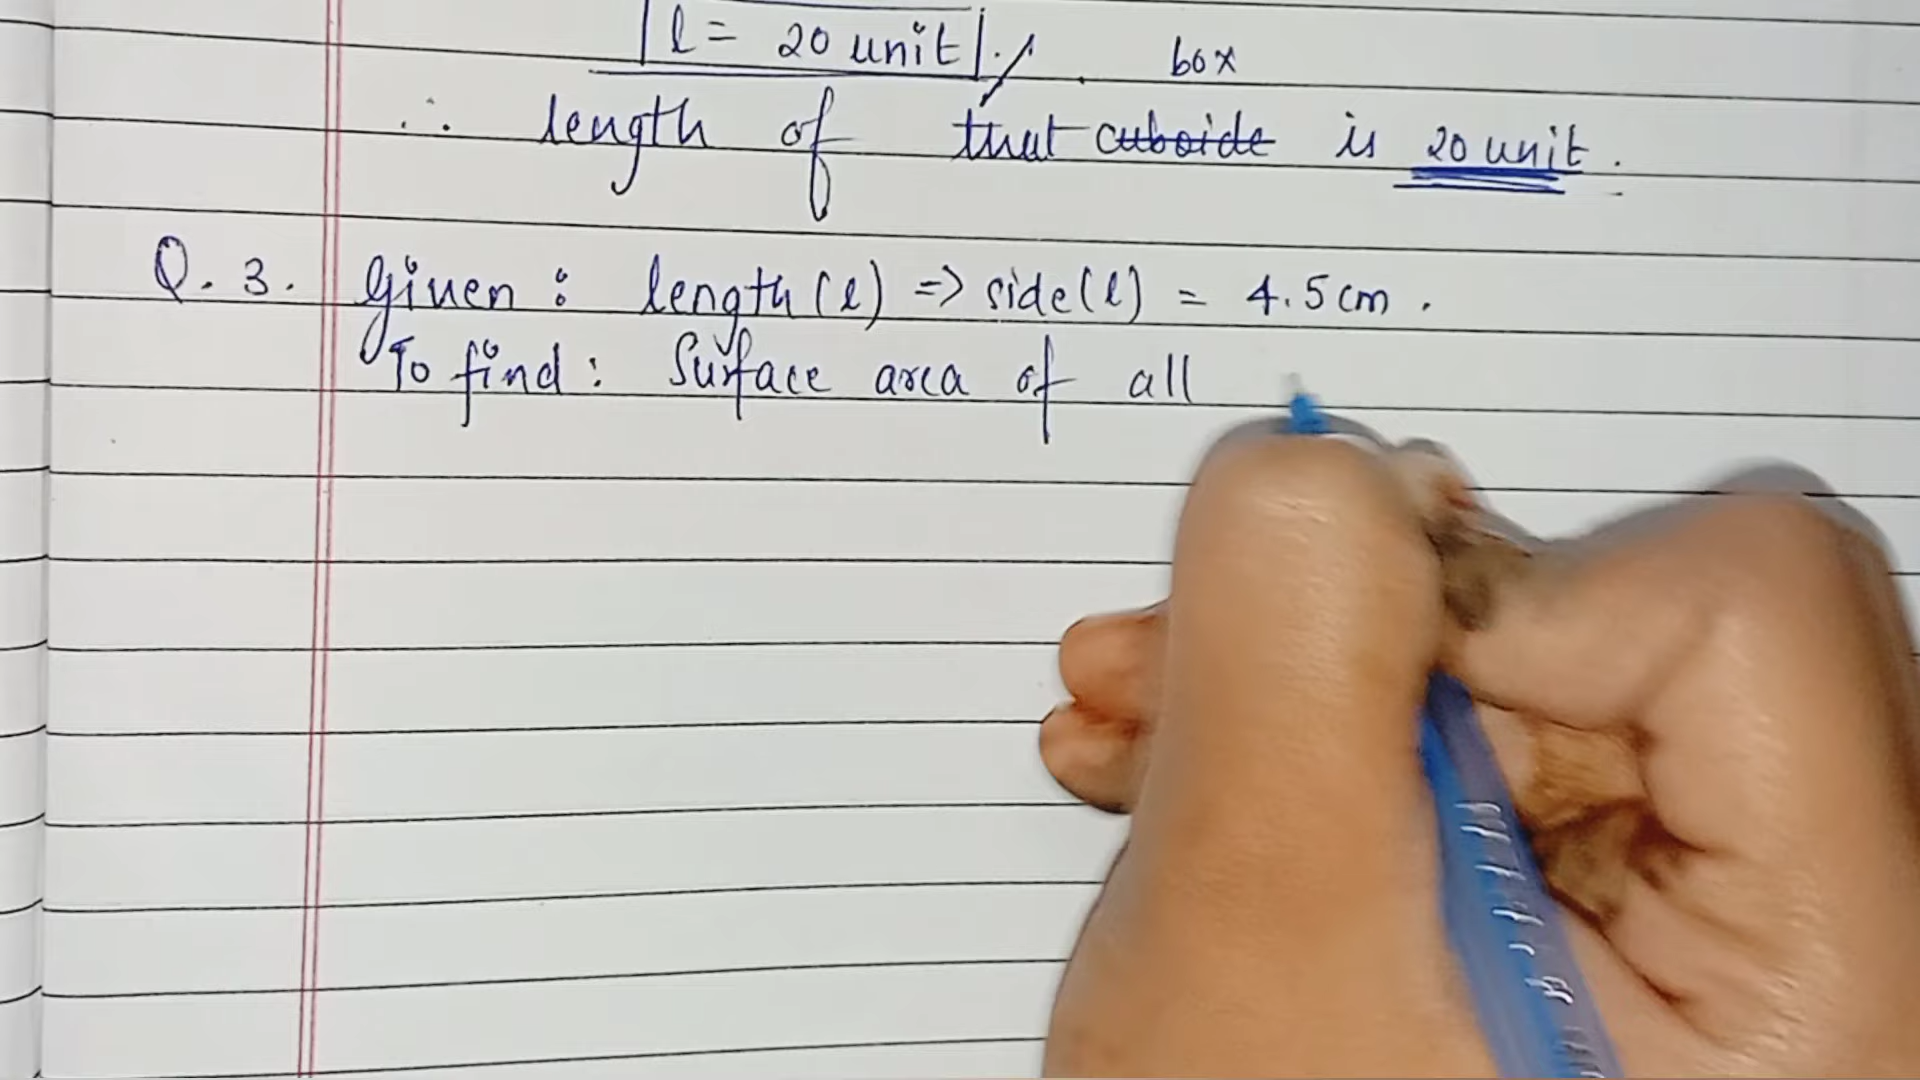 l = 20 unit
box
∴ length of that cuboide is 20 unit.
Q. 3. Given : length (l) => side (l) = 4.5 cm.
To find : Surface area of all